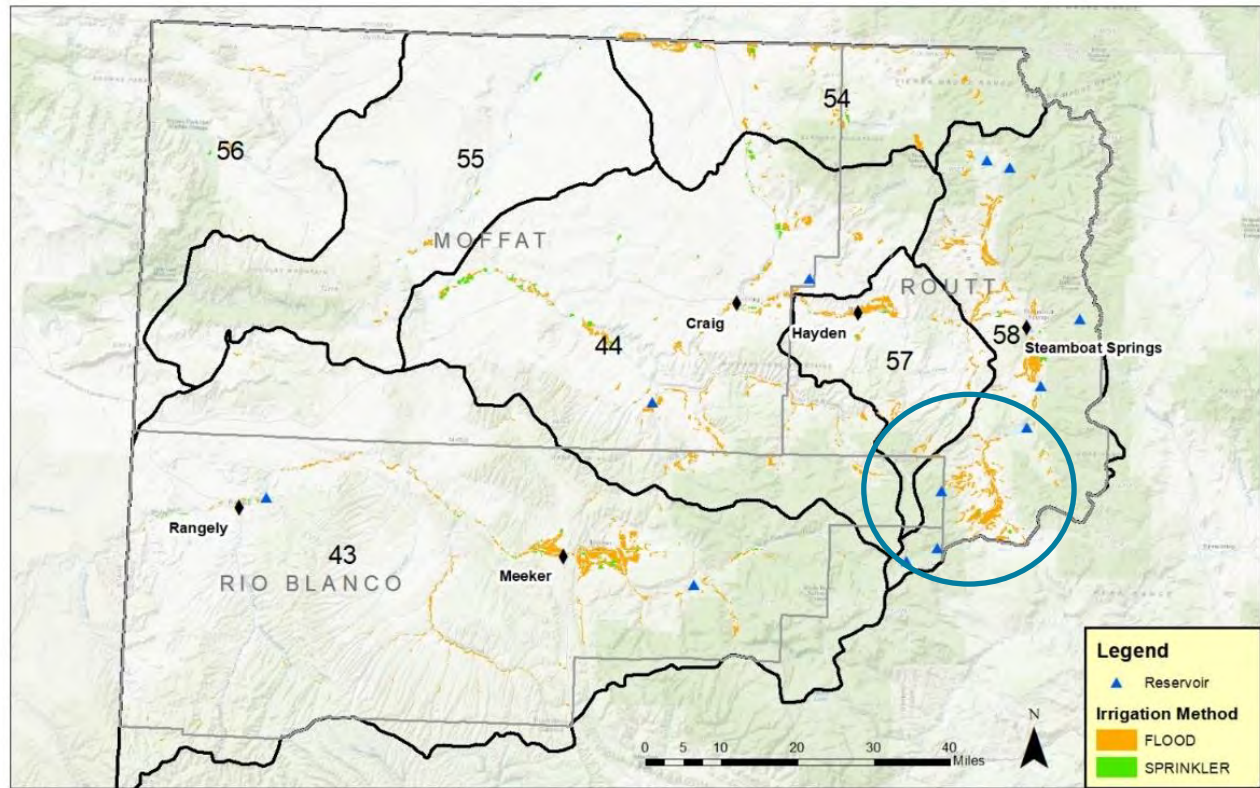 54
56
55
MOFFAT
ROUTT
Craig
Hayden
58
44
Steamboat Springs
57
Rangely
43
Meeker
RIO BLANCO
Legend
Reservoir
Irrigation Method
FLOOD
SPRINKLER
N
0 5 10 20 30 40
Miles